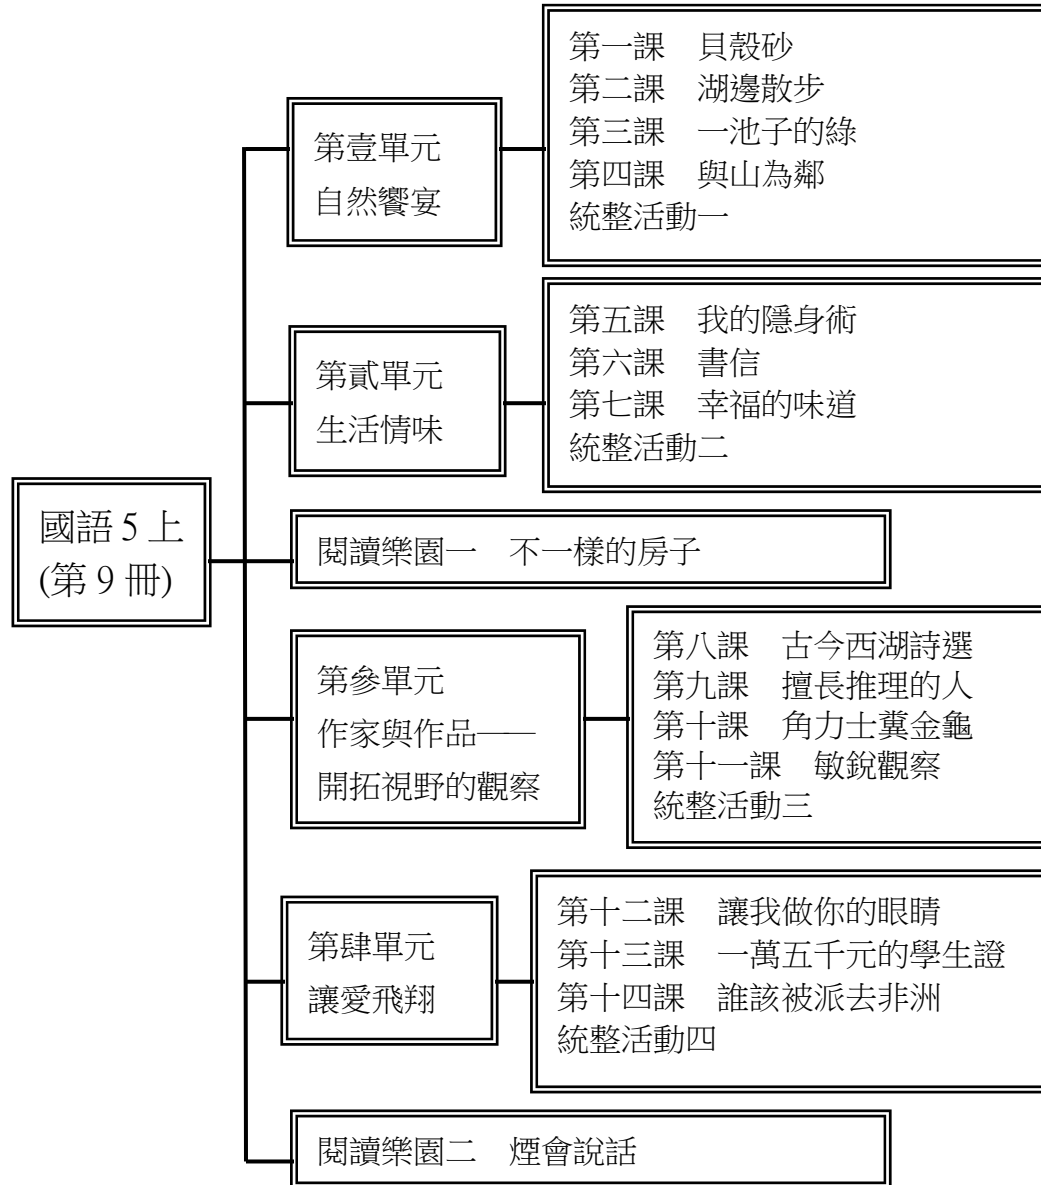 國語 5 上
(第 9 冊)
第壹單元
自然饗宴
第一課　貝殼砂
第二課　湖邊散步
第三課　一池子的綠
第四課　與山為鄰
統整活動一
第貳單元
生活情味
第五課　我的隱身術
第六課　書信
第七課　幸福的味道
統整活動二
閱讀樂園一　不一樣的房子
第參單元
作家與作品——
開拓視野的觀察
第八課　古今西湖詩選
第九課　擅長推理的人
第十課　角力士糞金龜
第十一課　敏銳觀察
統整活動三
第肆單元
讓愛飛翔
第十二課　讓我做你的眼睛
第十三課　一萬五千元的學生證
第十四課　誰該被派去非洲
統整活動四
閱讀樂園二　煙會說話